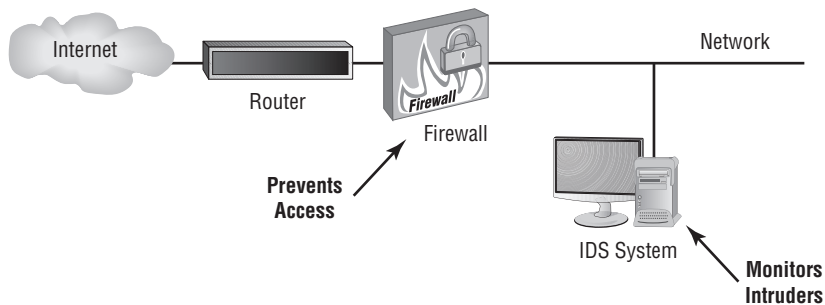 Internet
Router
Firewall
Firewall
Network
Prevents
Access
IDS System
Monitors
Intruders